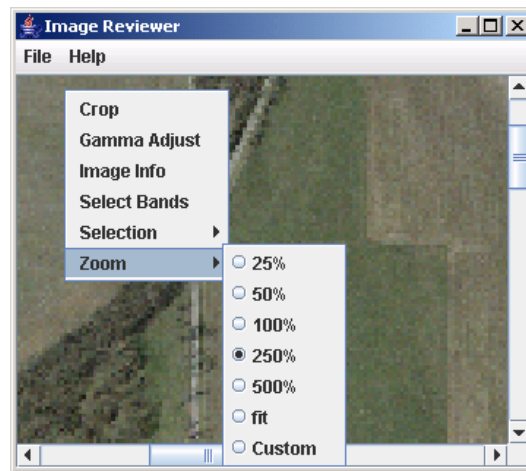 Image Reviewer
File Help
Crop
Gamma Adjust
Image Info
Select Bands
Selection
Zoom
25%
50%
100%
250%
500%
fit
Custom